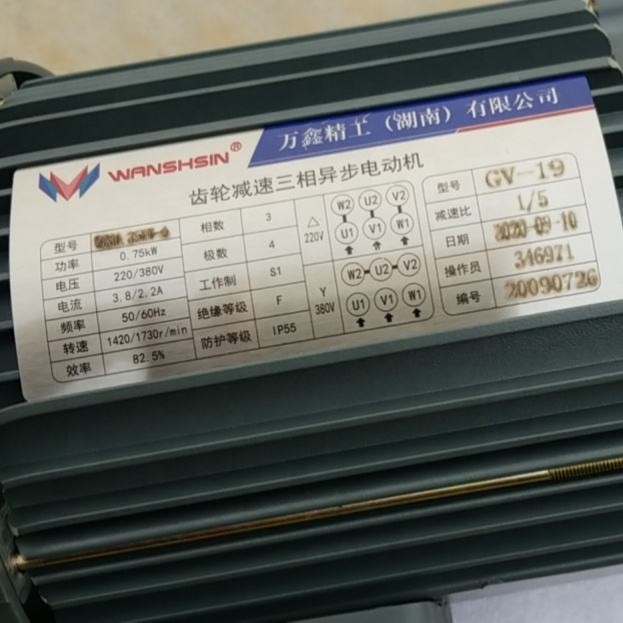 WANSHSIN®
万鑫精工（湖南）有限公司
齿轮减速三相异步电动机
型号
功率 0.75kW
电压 220/380V
电流 3.8/2.2A
频率 50/60Hz
转速 1420/1730r/min
效率 82.5%
相数 3
极数 4
工作制 S1
绝缘等级 F
防护等级 IP55
△ 220V
W2 U2 V2
U1 V1 W1
Y 380V
W2 U2 V2
U1 V1 W1
型号 GV-19
减速比 1/5
日期 2020-09-10
操作员 346971
编号 20090726